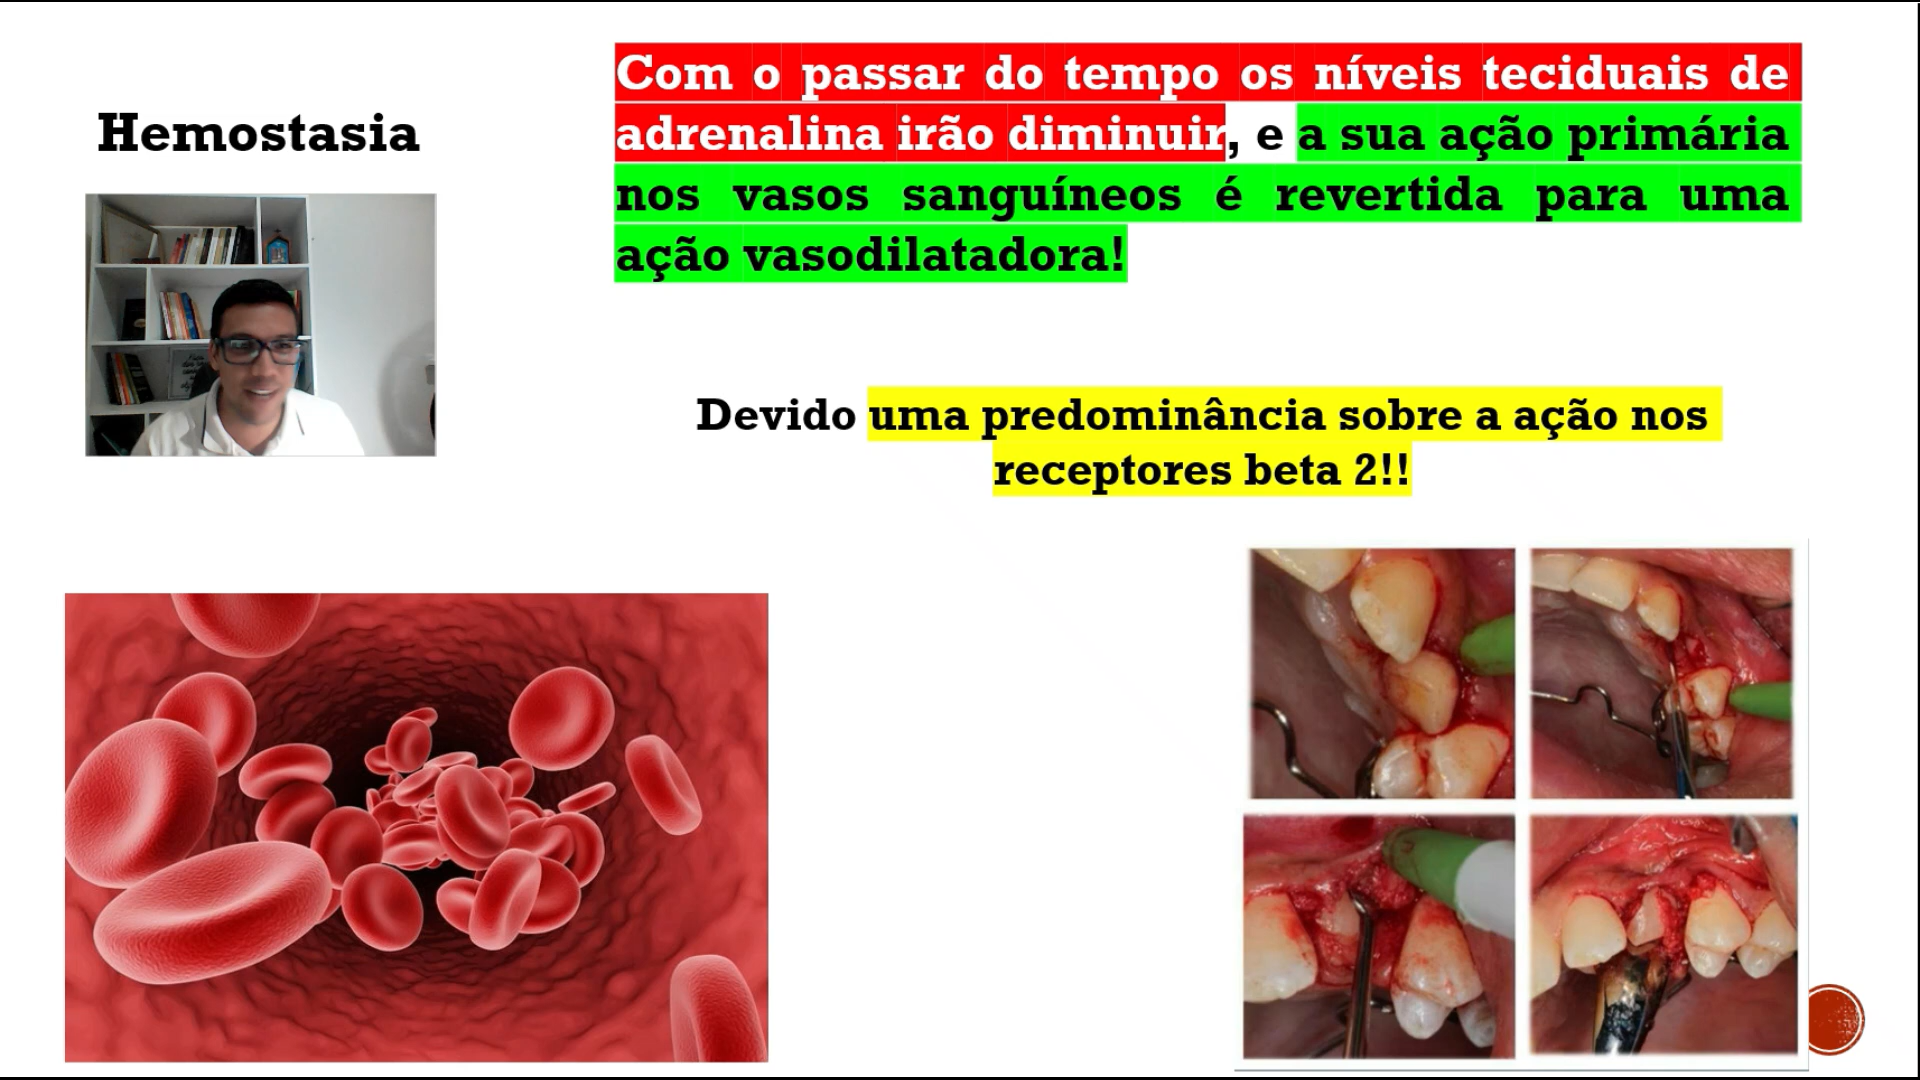 Hemostasia
Com o passar do tempo os níveis teciduais de
adrenalina irão diminuir, e a sua ação primária
nos vasos sanguíneos é revertida para uma
ação vasodilatadora!
Devido uma predominância sobre a ação nos
receptores beta 2!!